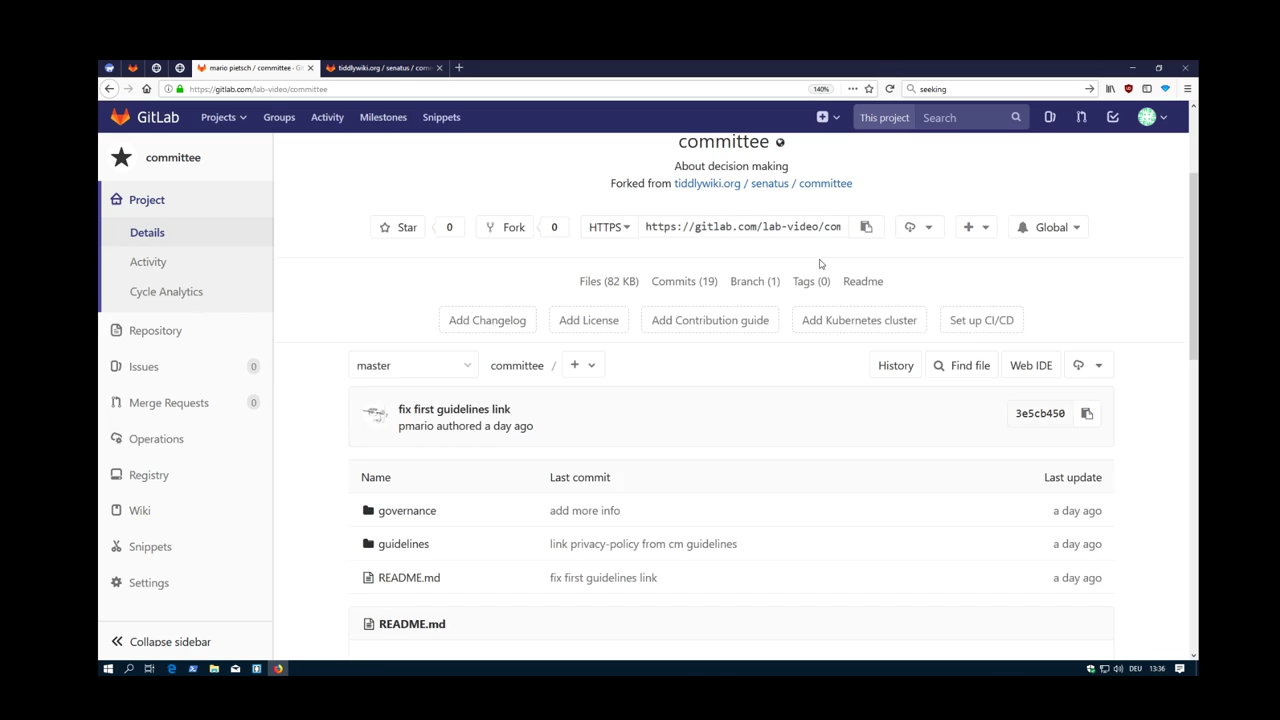 mario pietsch / committee · Git
tiddlywiki.org / senatus / com
https://gitlab.com/lab-video/committee
140%
seeking
GitLab
Projects
Groups
Activity
Milestones
Snippets
This project
Search
committee
committee
About decision making
Forked from tiddlywiki.org / senatus / committee
Project
Details
Activity
Cycle Analytics
Repository
Issues 0
Merge Requests 0
Operations
Registry
Wiki
Snippets
Settings
Collapse sidebar
Star 0 Fork 0 HTTPS https://gitlab.com/lab-video/com Global
Files (82 KB) Commits (19) Branch (1) Tags (0) Readme
Add Changelog Add License Add Contribution guide Add Kubernetes cluster Set up CI/CD
master committee / + History Find file Web IDE
fix first guidelines link 3e5cb450
pmario authored a day ago
Name Last commit Last update
governance add more info a day ago
guidelines link privacy-policy from cm guidelines a day ago
README.md fix first guidelines link a day ago
README.md
DEU 13:36